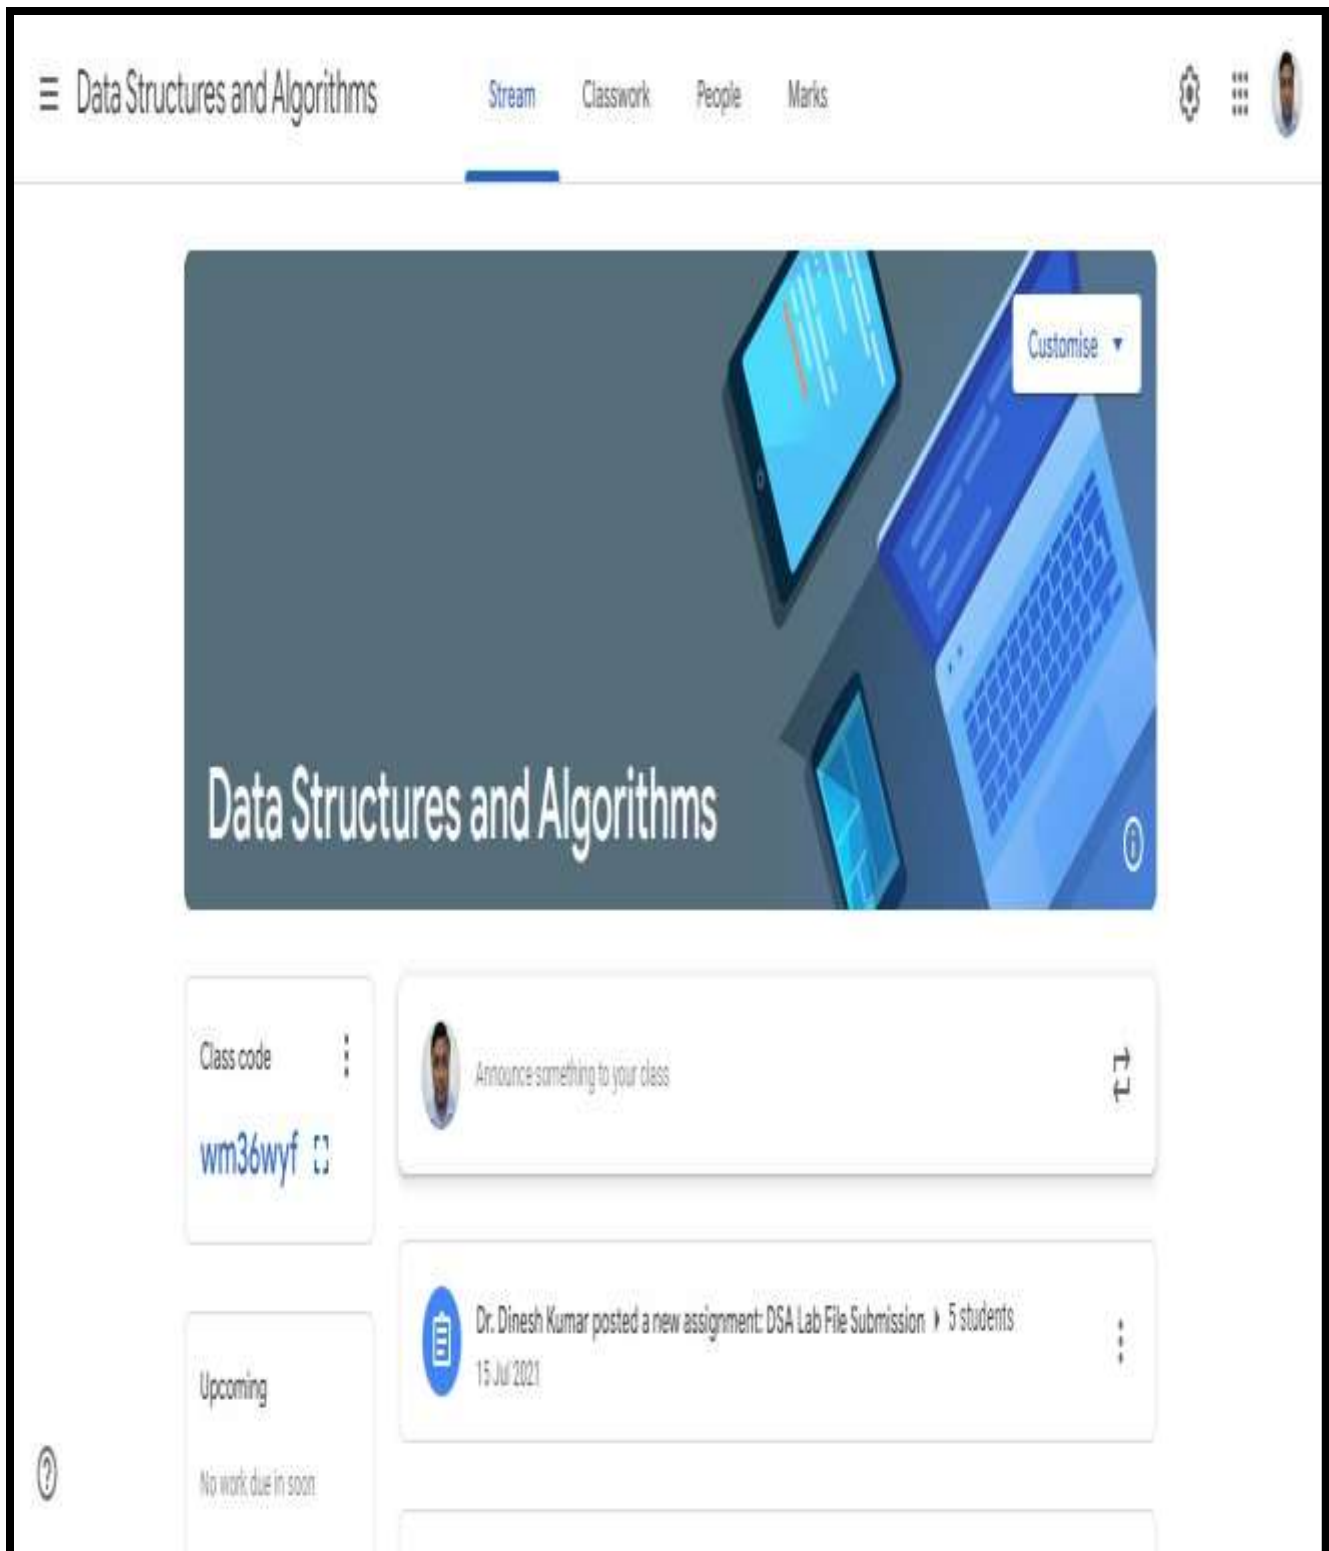 Data Structures and Algorithms
Stream
Classwork
People
Marks
Customise
Data Structures and Algorithms
Class code
wm36wyf
Announce something to your class
Dr. Dinesh Kumar posted a new assignment: DSA Lab File Submission 5 students
15 Jul 2021
Upcoming
No work due in soon